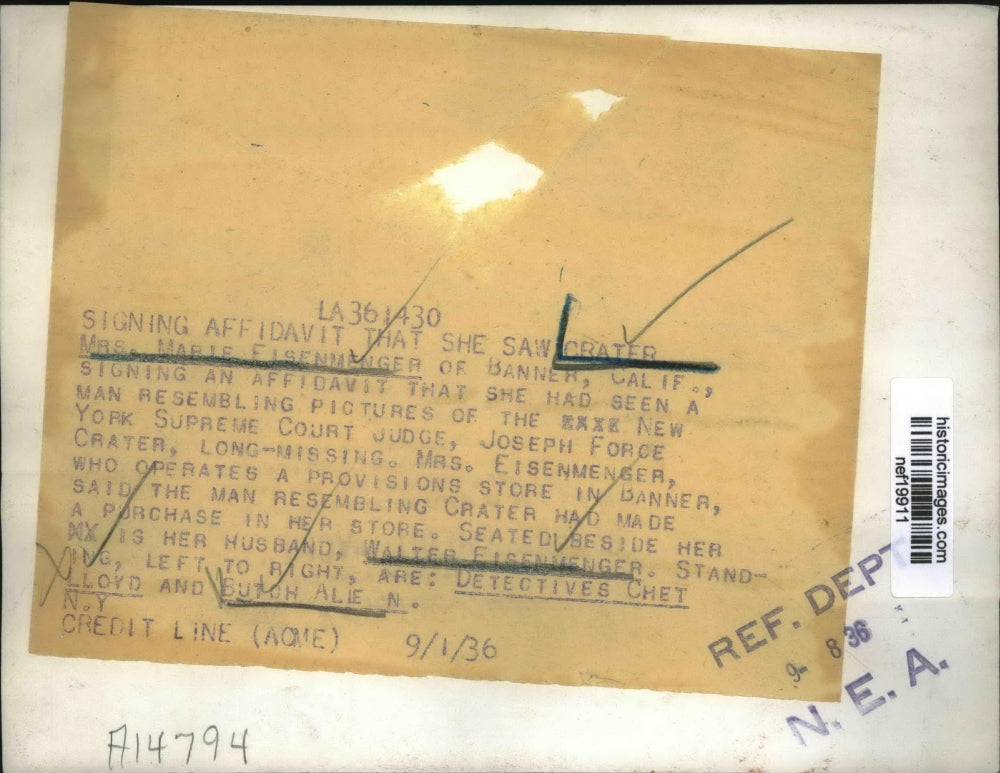 LA361430
SIGNING AFFIDAVIT THAT SHE SAW CRATER
MRS. MARIE EISENMENGER OF BANNER, CALIF.,
SIGNING AN AFFIDAVIT THAT SHE HAD SEEN A
MAN RESEMBLING PICTURES OF THE XXXX NEW
YORK SUPREME COURT JUDGE, JOSEPH FORCE
CRATER, LONG-MISSING. MRS. EISENMENGER,
WHO OPERATES A PROVISIONS STORE IN BANNER,
SAID THE MAN RESEMBLING CRATER HAD MADE
A PURCHASE IN HER STORE. SEATED BESIDE HER
IS HER HUSBAND, WALTER EISENMENGER. STAND-
ING, LEFT TO RIGHT, ARE: DETECTIVES CHET
LLOYD AND BUTCH ALLEN.
N.Y
CREDIT LINE (ACME) 9/1/36
historicimages.com
nef19911
REF. DEPT
9- 8 36
N. E. A.
A14794